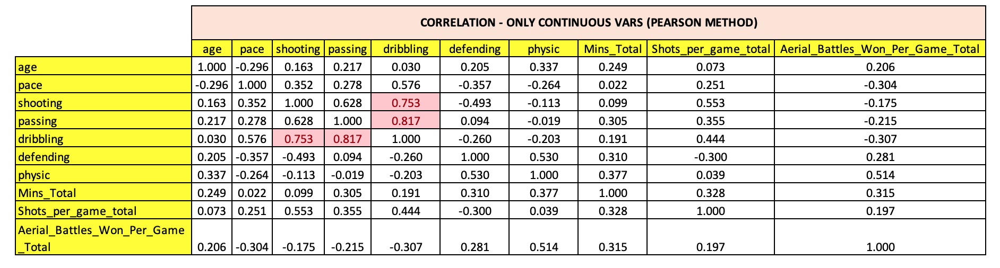 CORRELATION - ONLY CONTINUOUS VARS (PEARSON METHOD)
age pace shooting passing dribbling defending physic Mins_Total Shots_per_game_total Aerial_Battles_Won_Per_Game_Total
age 1.000 -0.296 0.163 0.217 0.030 0.205 0.337 0.249 0.073 0.206
pace -0.296 1.000 0.352 0.278 0.576 -0.357 -0.264 0.022 0.251 -0.304
shooting 0.163 0.352 1.000 0.628 0.753 -0.493 -0.113 0.099 0.553 -0.175
passing 0.217 0.278 0.628 1.000 0.817 0.094 -0.019 0.305 0.355 -0.215
dribbling 0.030 0.576 0.753 0.817 1.000 -0.260 -0.203 0.191 0.444 -0.307
defending 0.205 -0.357 -0.493 0.094 -0.260 1.000 0.530 0.310 -0.300 0.281
physic 0.337 -0.264 -0.113 -0.019 -0.203 0.530 1.000 0.377 0.039 0.514
Mins_Total 0.249 0.022 0.099 0.305 0.191 0.310 0.377 1.000 0.328 0.315
Shots_per_game_total 0.073 0.251 0.553 0.355 0.444 -0.300 0.039 0.328 1.000 0.197
Aerial_Battles_Won_Per_Game
_Total 0.206 -0.304 -0.175 -0.215 -0.307 0.281 0.514 0.315 0.197 1.000